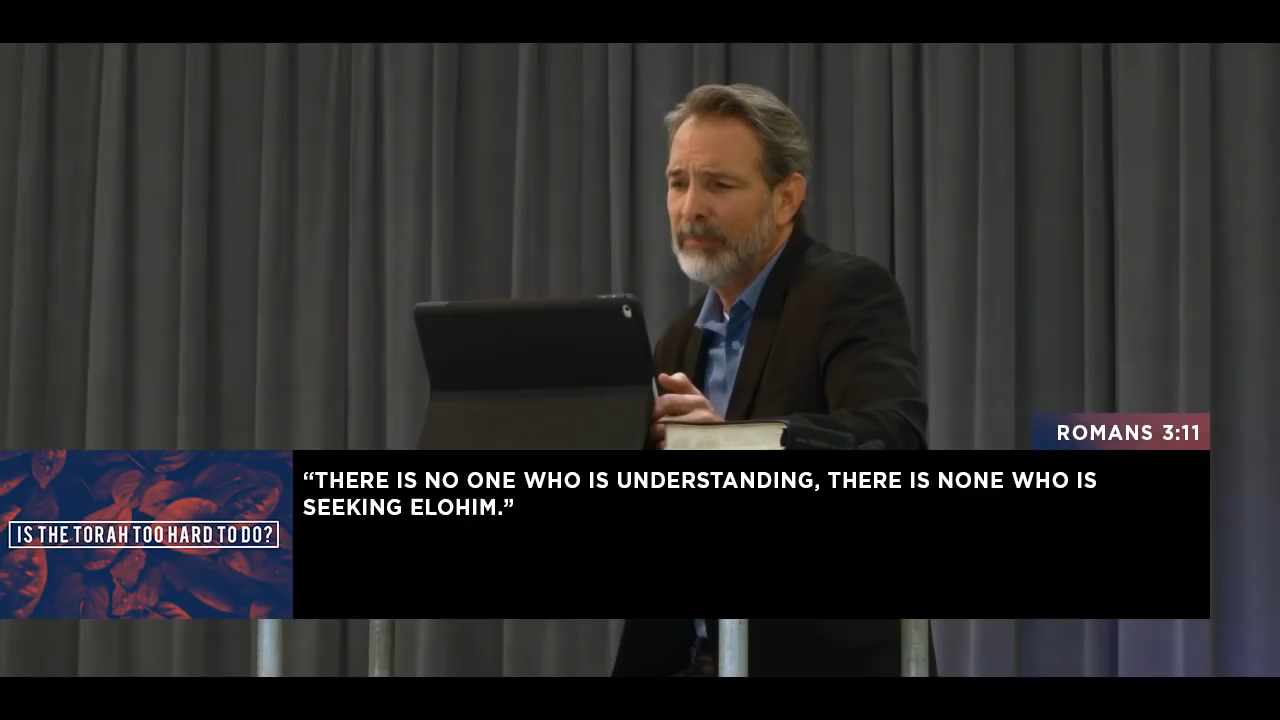 ROMANS 3:11
“THERE IS NO ONE WHO IS UNDERSTANDING, THERE IS NONE WHO IS
SEEKING ELOHIM.”
IS THE TORAH TOO HARD TO DO?